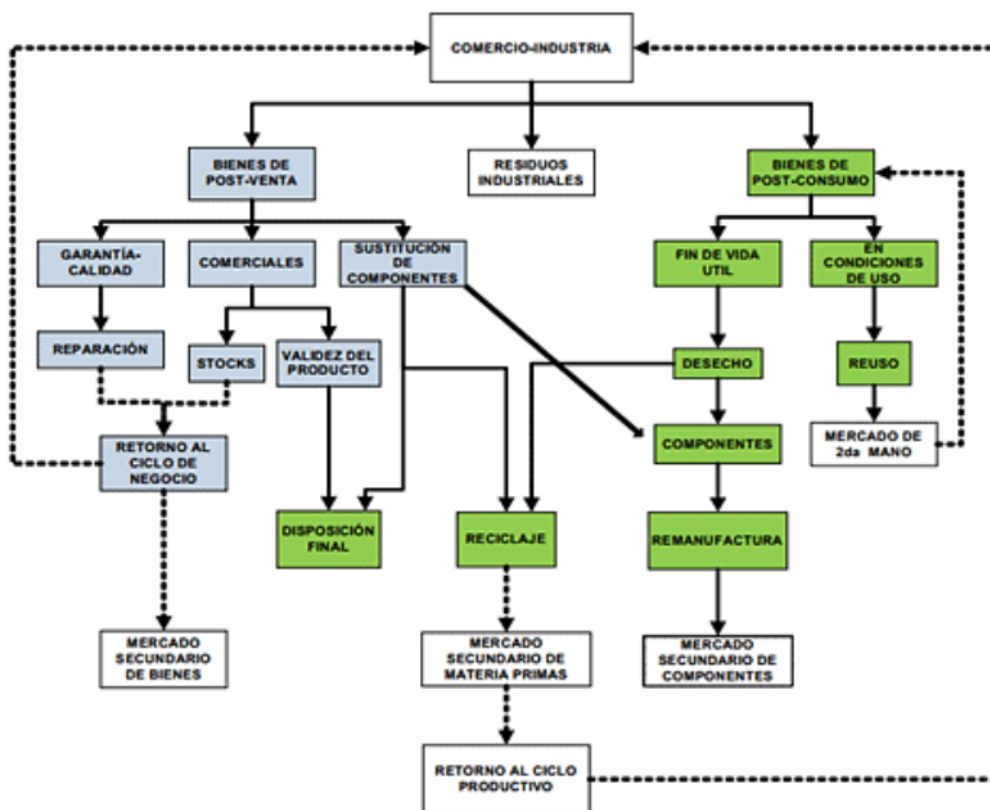 COMERCIO-INDUSTRIA
BIENES DE
POST-VENTA
RESIDUOS
INDUSTRIALES
BIENES DE
POST-CONSUMO
GARANTÍA-
CALIDAD
COMERCIALES
SUSTITUCIÓN
DE
COMPONENTES
FIN DE VIDA
UTIL
EN
CONDICIONES
DE USO
REPARACIÓN
STOCKS
VALIDEZ DEL
PRODUCTO
DESECHO
REUSO
RETORNO AL
CICLO DE
NEGOCIO
COMPONENTES
MERCADO DE
2da MANO
DISPOSICIÓN
FINAL
RECICLAJE
REMANUFACTURA
MERCADO
SECUNDARIO
DE BIENES
MERCADO
SECUNDARIO DE
MATERIA PRIMAS
MERCADO
SECUNDARIO DE
COMPONENTES
RETORNO AL CICLO
PRODUCTIVO